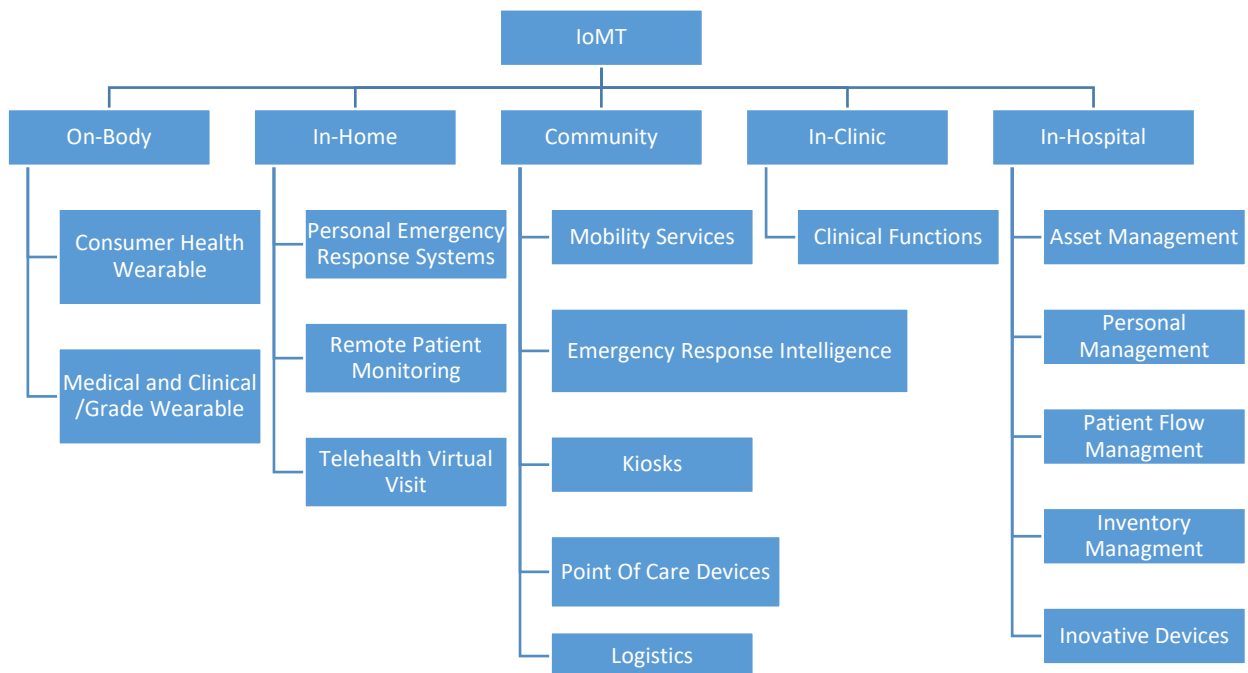 IoMT
On-Body
In-Home
Community
In-Clinic
In-Hospital
Consumer Health
Wearable
Medical and Clinical
/Grade Wearable
Personal Emergency
Response Systems
Remote Patient
Monitoring
Telehealth Virtual
Visit
Mobility Services
Emergency Response Intelligence
Kiosks
Point Of Care Devices
Logistics
Clinical Functions
Asset Management
Personal
Management
Patient Flow
Managment
Inventory
Managment
Inovative Devices